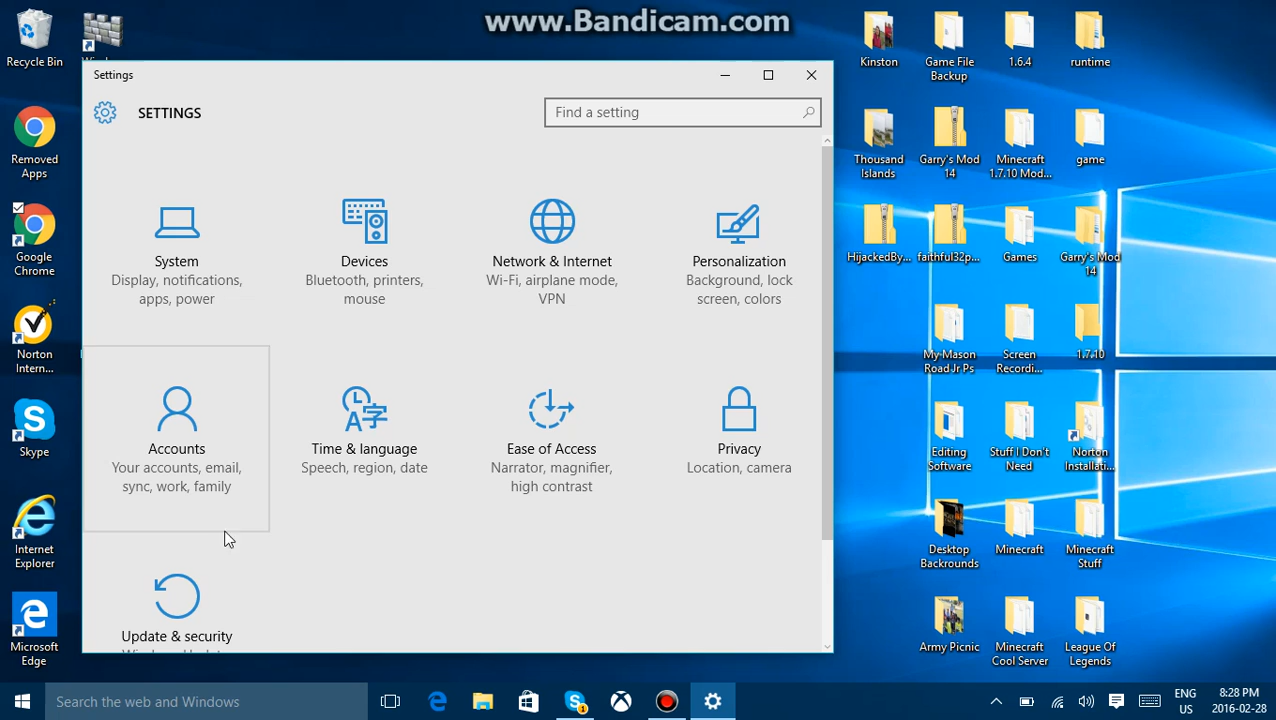 www.Bandicam.com
Recycle Bin
Removed
Apps
Google
Chrome
Norton
Intern...
Skype
Internet
Explorer
Microsoft
Edge
Settings
SETTINGS
Find a setting
System
Display, notifications,
apps, power
Devices
Bluetooth, printers,
mouse
Network & Internet
Wi-Fi, airplane mode,
VPN
Personalization
Background, lock
screen, colors
Accounts
Your accounts, email,
sync, work, family
Time & language
Speech, region, date
Ease of Access
Narrator, magnifier,
high contrast
Privacy
Location, camera
Update & security
Kinston
Game File
Backup
1.6.4
runtime
Thousand
Islands
Garry's Mod
14
Minecraft
1.7.10 Mod...
game
HijackedBy...
faithful32p...
Games
Garry's Mod
14
My Mason
Road Jr Ps
Screen
Recordi...
1.7.10
Editing
Software
Stuff I Don't
Need
Norton
Installati...
Desktop
Backrounds
Minecraft
Minecraft
Stuff
Army Picnic
Minecraft
Cool Server
League Of
Legends
Search the web and Windows
ENG
US
8:28 PM
2016-02-28